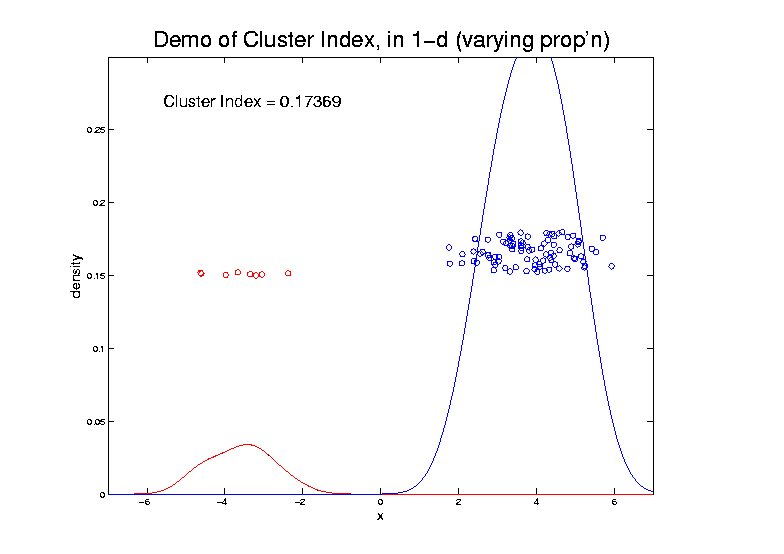 Demo of Cluster Index, in 1-d (varying prop'n)
Cluster Index = 0.17369
0.25
0.2
0.15
0.1
0.05
0
density
-6 -4 -2 0 2 4 6
x